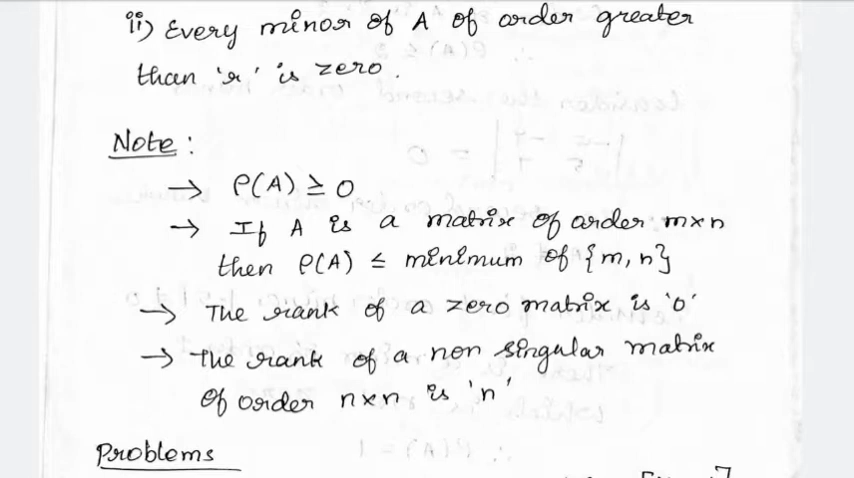 ii) Every minor of A of order greater
than 'r' is zero.
Note :
→ ρ(A) ≥ 0
→ If A is a matrix of order m×n
then ρ(A) ≤ minimum of {m, n}
→ The rank of a zero matrix is 'o'
→ The rank of a non singular matrix
of order n×n is 'n'
Problems